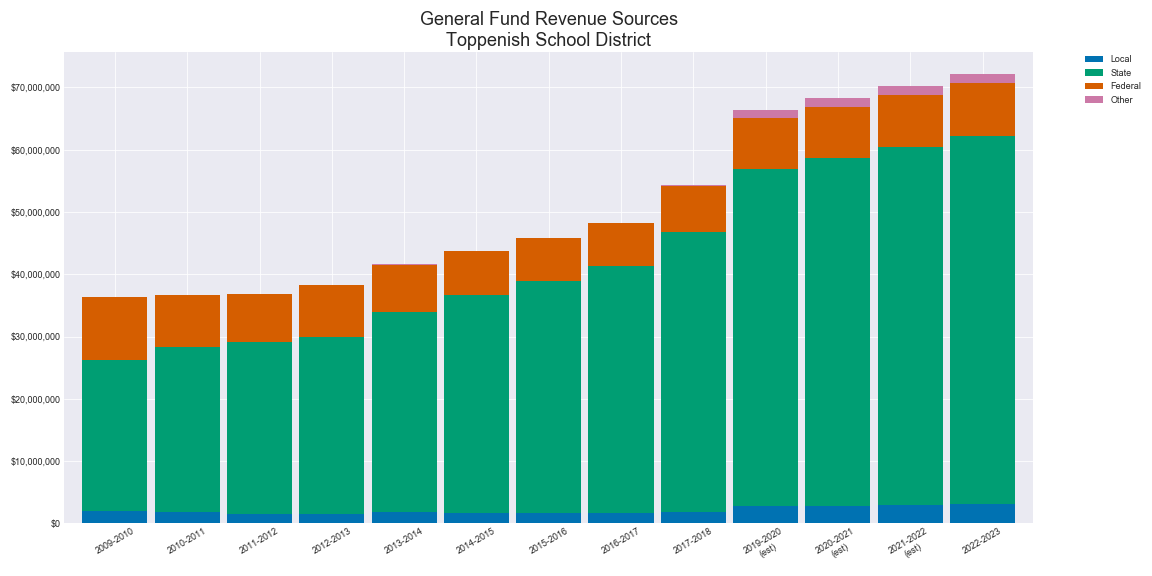 General Fund Revenue Sources
Toppenish School District
Local
State
Federal
Other
$70,000,000
$60,000,000
$50,000,000
$40,000,000
$30,000,000
$20,000,000
$10,000,000
$0
2009-2010
2010-2011
2011-2012
2012-2013
2013-2014
2014-2015
2015-2016
2016-2017
2017-2018
2019-2020
(est)
2020-2021
(est)
2021-2022
(est)
2022-2023